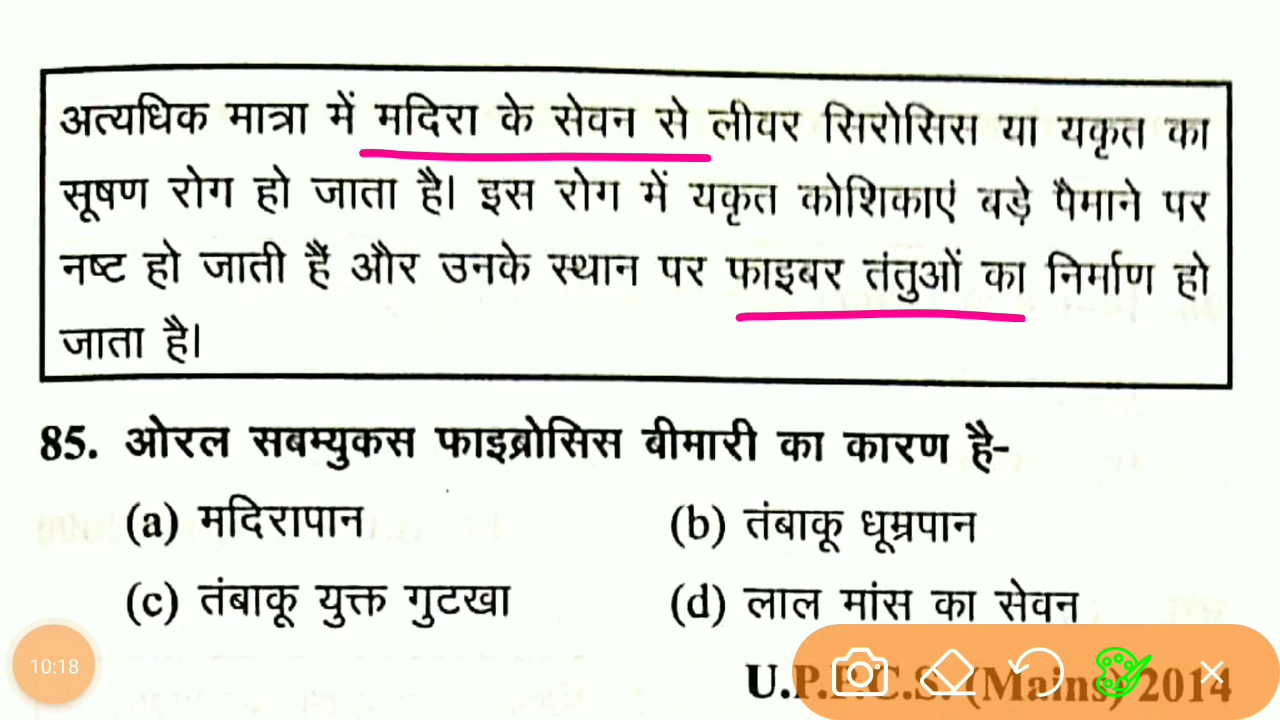 अत्यधिक मात्रा में मदिरा के सेवन से लीवर सिरोसिस या यकृत का
सूषण रोग हो जाता है। इस रोग में यकृत कोशिकाएं बड़े पैमाने पर
नष्ट हो जाती हैं और उनके स्थान पर फाइबर तंतुओं का निर्माण हो
जाता है।
85. ओरल सबम्युकस फाइब्रोसिस बीमारी का कारण है-
(a) मदिरापान (b) तंबाकू धूम्रपान
(c) तंबाकू युक्त गुटखा (d) लाल मांस का सेवन
10:18
U.P.P.C.S. (Mains) 2014